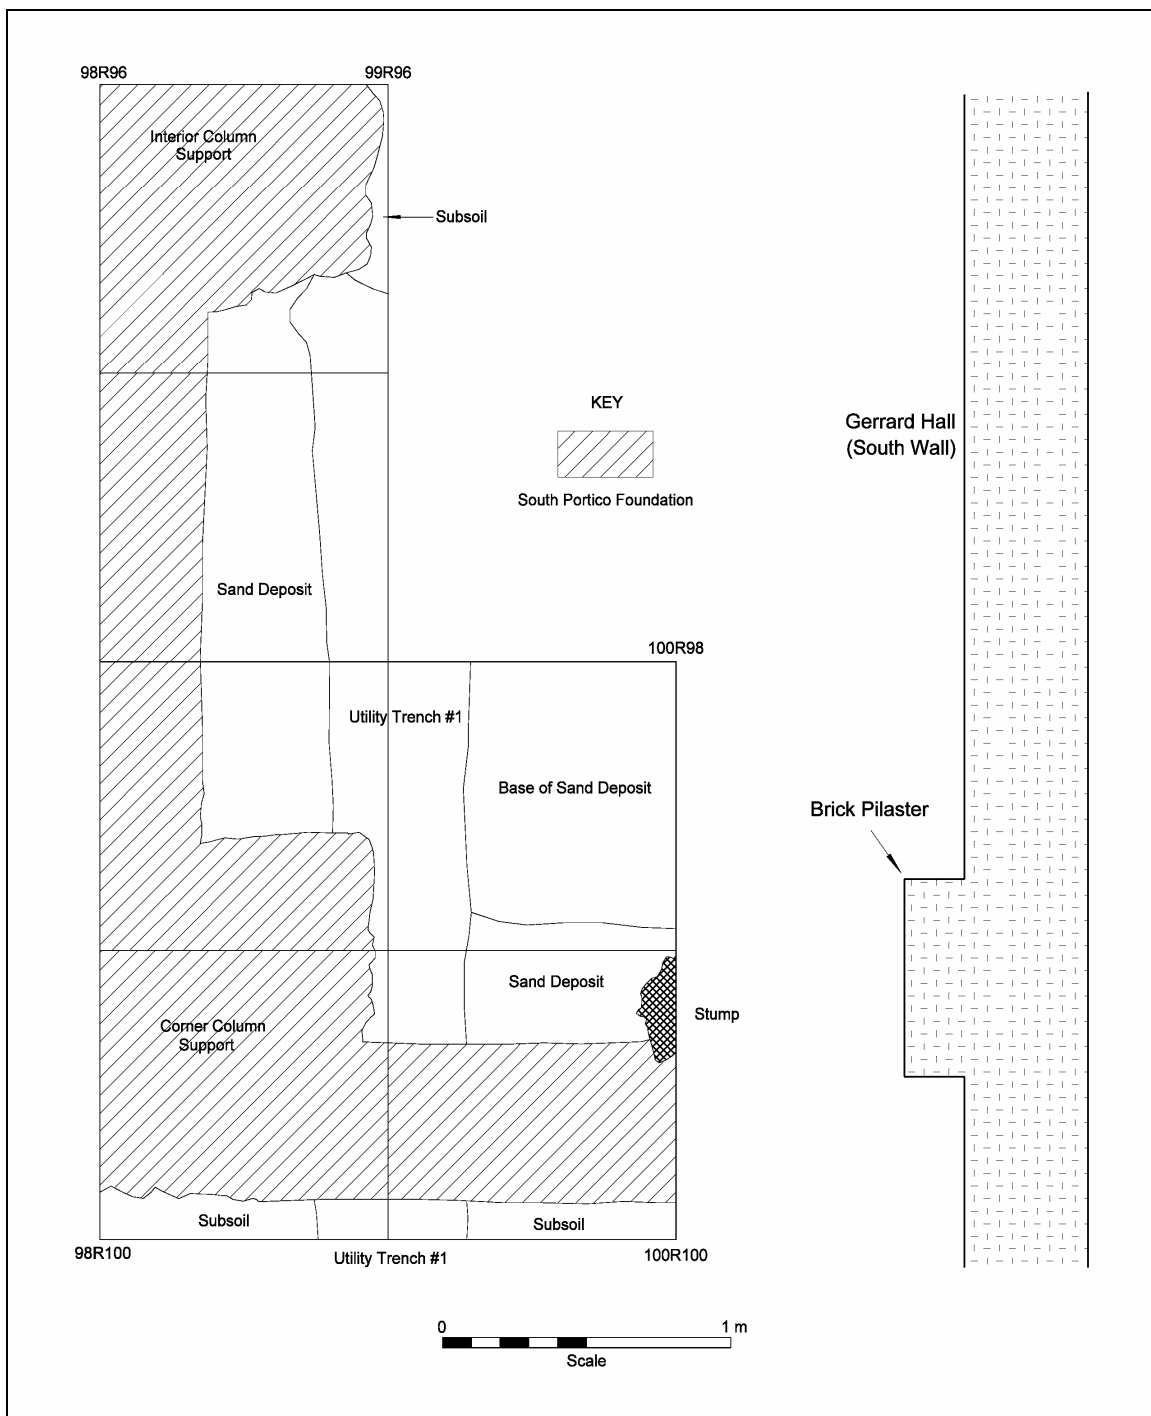 98R96
99R96
Interior Column
Support
Subsoil
KEY
South Portico Foundation
Gerrard Hall
(South Wall)
Sand Deposit
100R98
Utility Trench #1
Base of Sand Deposit
Brick Pilaster
Sand Deposit
Stump
Corner Column
Support
Subsoil
Subsoil
98R100
Utility Trench #1
100R100
0
1 m
Scale